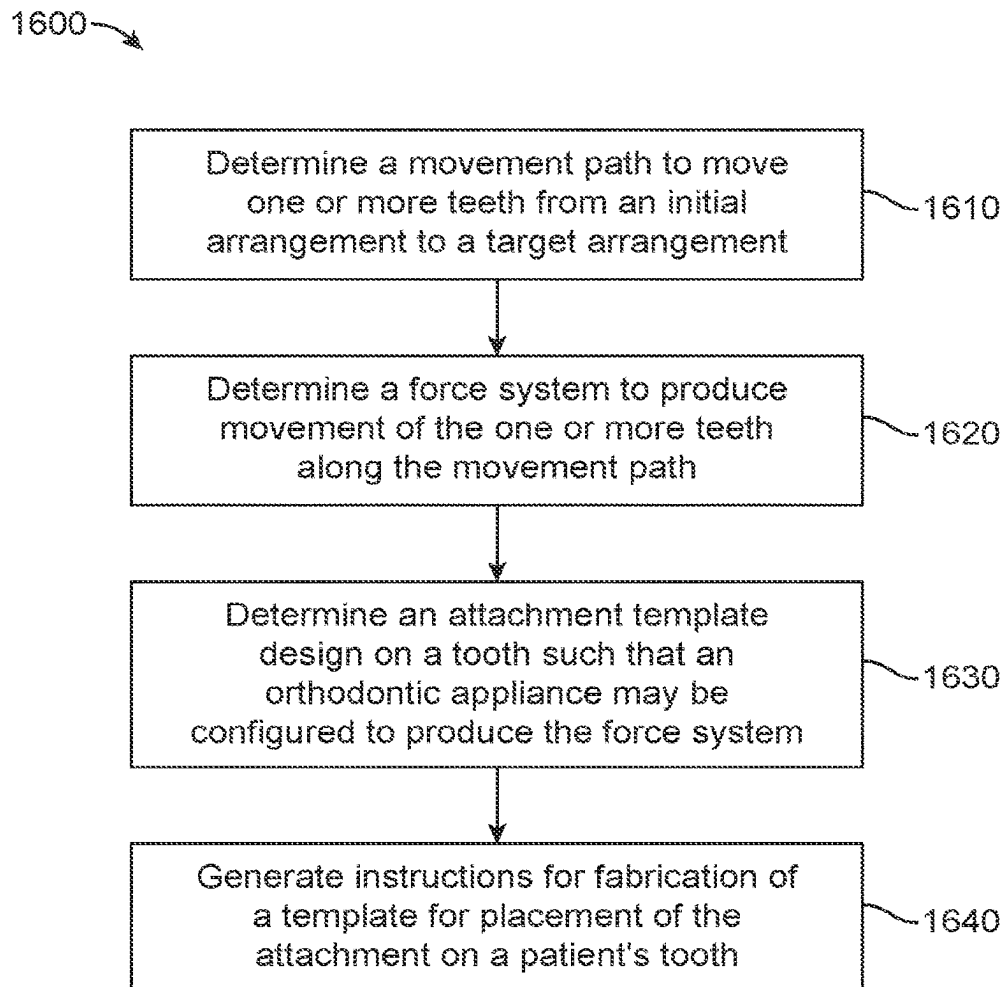 1600
Determine a movement path to move
one or more teeth from an initial
arrangement to a target arrangement
1610
Determine a force system to produce
movement of the one or more teeth
along the movement path
1620
Determine an attachment template
design on a tooth such that an
orthodontic appliance may be
configured to produce the force system
1630
Generate instructions for fabrication of
a template for placement of the
attachment on a patient's tooth
1640